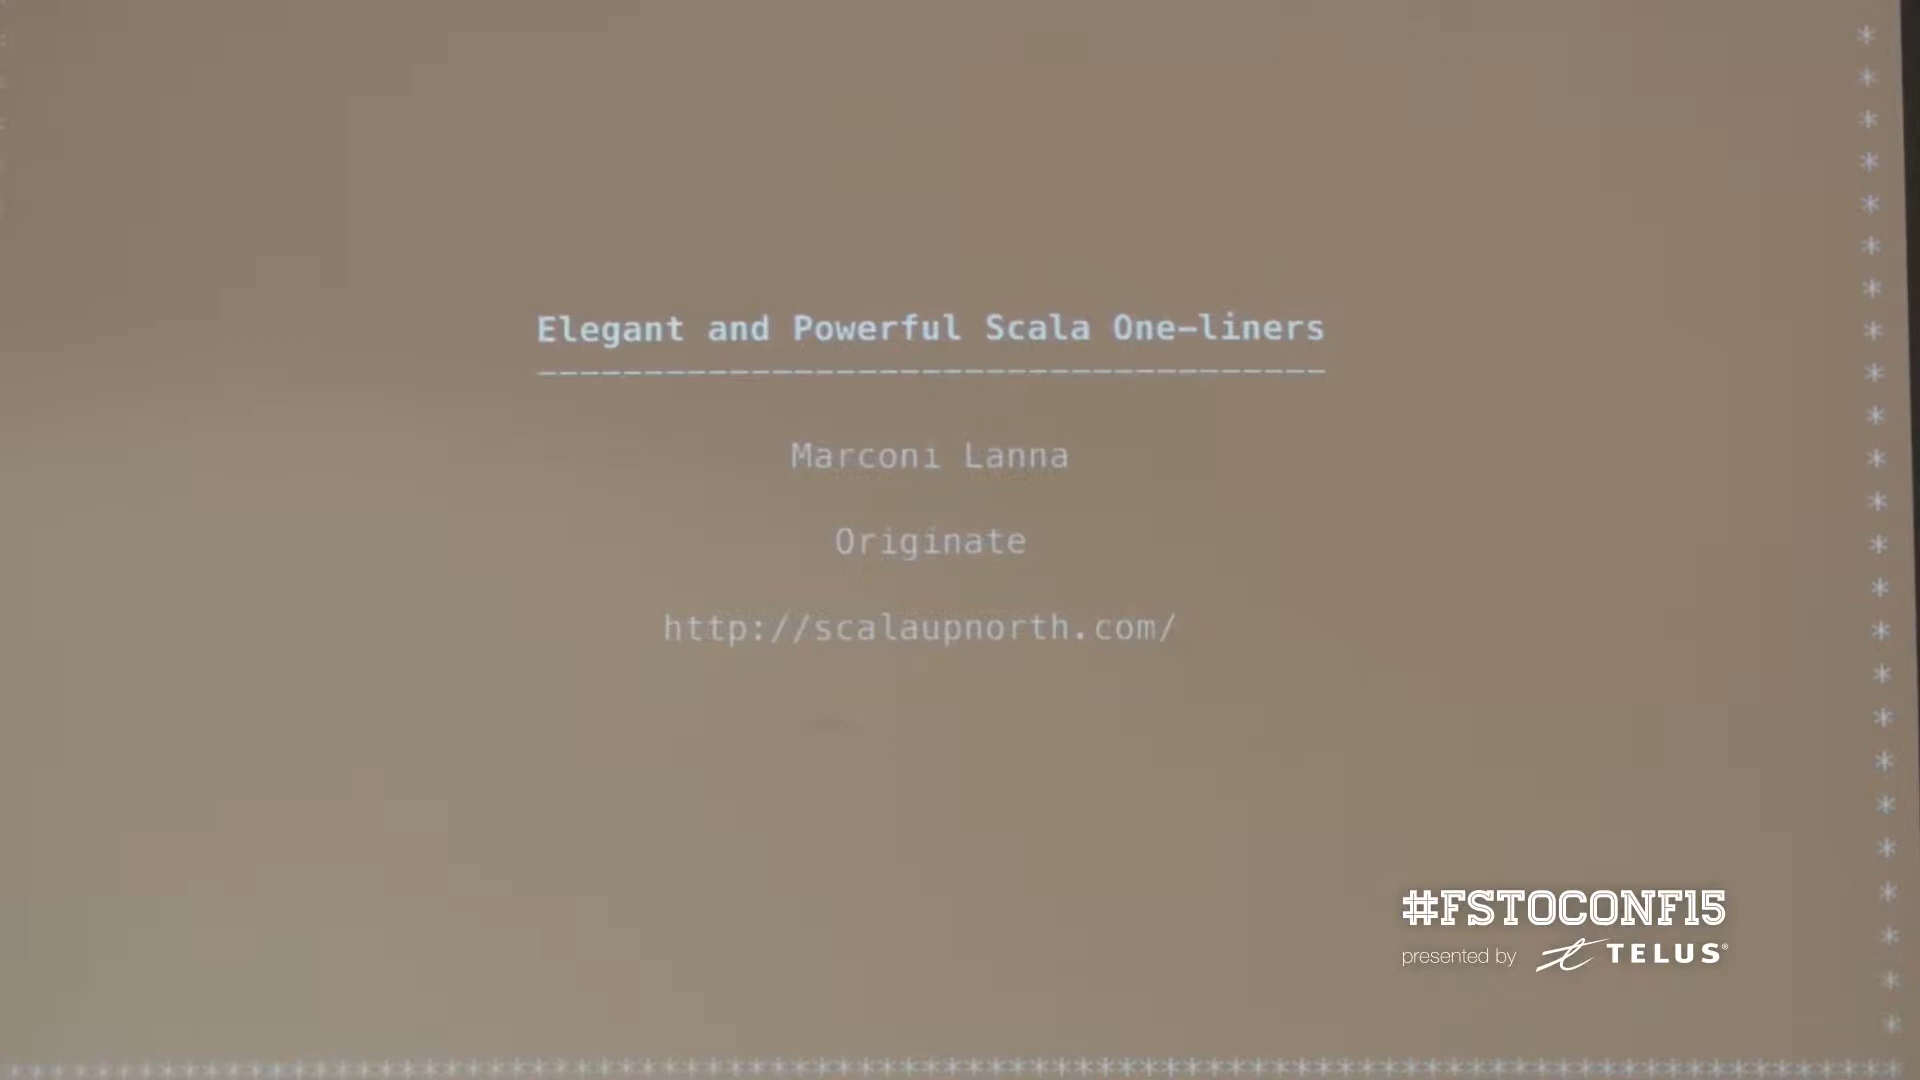 Elegant and Powerful Scala One-liners
-------------------------------------
Marconi Lanna
Originate
http://scalaupnorth.com/
#FSTOCONF15
presented by TELUS®